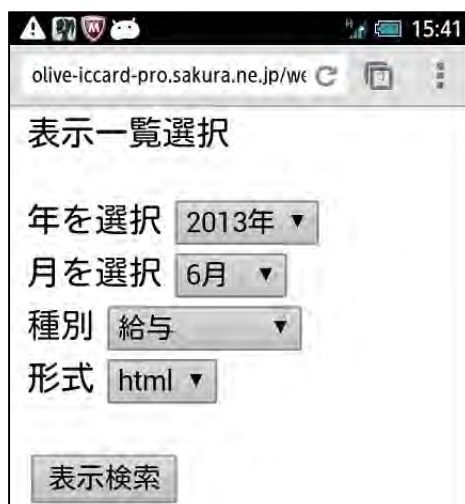 15:41
olive-iccard-pro.sakura.ne.jp/we
表示一覧選択
年を選択 2013年 ▼
月を選択 6月 ▼
種別 給与 ▼
形式 html ▼
表示検索